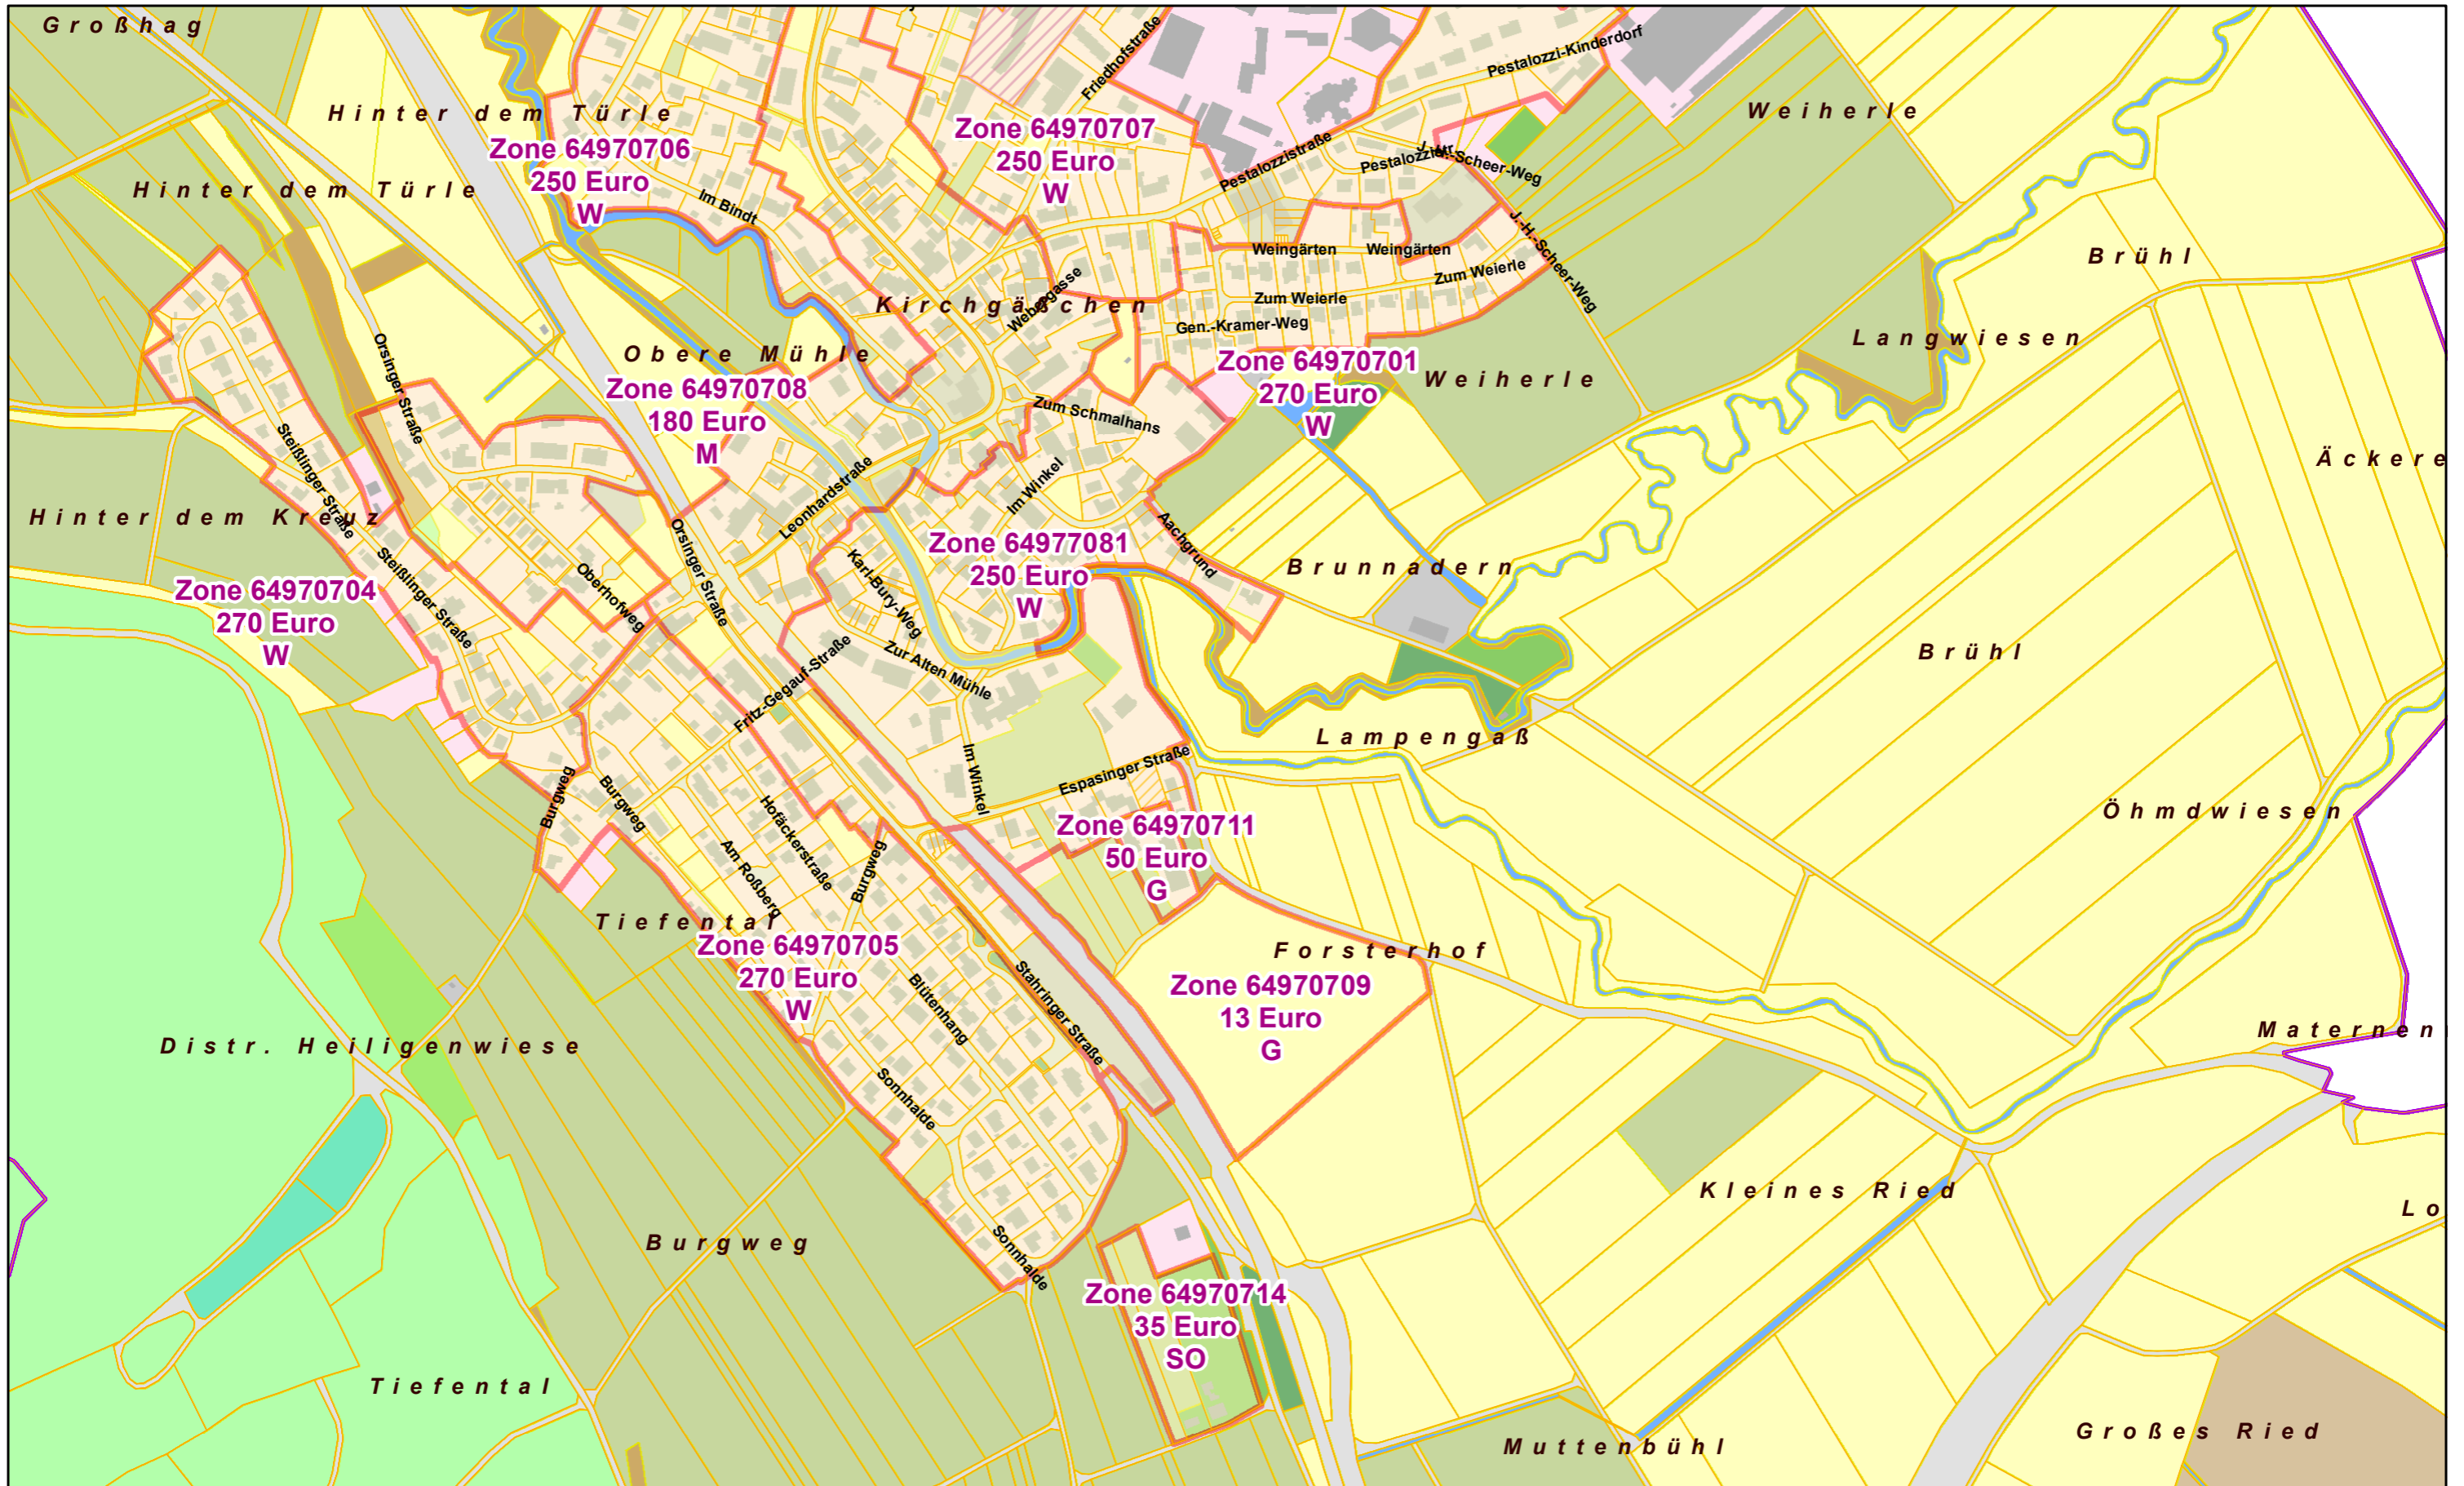 Großhag
Hinter dem Türle
Hinter dem Türle
Zone 64970706
250 Euro
W
Im Bindt
Friedhofstraße
Zone 64970707
250 Euro
W
Pestalozzi-Kinderdorf
Pestalozzistraße
Pestalozzistr
J.-H.-Scheer-Weg
J.-H.-Scheer-Weg
Weiherle
Weingärten
Weingärten
Zum Weierle
Zum Weierle
Gen.-Kramer-Weg
Webergasse
Kirchgäßchen
Brühl
Langwiesen
Äckere
Obere Mühle
Zone 64970708
180 Euro
M
Zone 64970701
270 Euro
W
Weiherle
Orsinger Straße
Steißlinger Straße
Zum Schmalhans
Im Winkel
Leonhardstraße
Hinter dem Kreuz
Orsinger Straße
Aachgrund
Zone 64977081
250 Euro
W
Brunnadern
Steißlinger Straße
Oberhofweg
Karl-Bury-Weg
Zone 64970704
270 Euro
W
Zur Alten Mühle
Fritz-Gegauf-Straße
Brühl
Lampengaß
Im Winkel
Espasinger Straße
Burgweg
Burgweg
Hofäckerstraße
Am Roßberg
Burgweg
Zone 64970711
50 Euro
G
Öhmdwiesen
Tiefental
Zone 64970705
270 Euro
W
Blütenhang
Stahringer Straße
Forsterhof
Zone 64970709
13 Euro
G
Distr. Heiligenwiese
Maternen
Sonnhalde
Kleines Ried
Lo
Burgweg
Sonnhalde
Zone 64970714
35 Euro
SO
Tiefental
Muttenbühl
Großes Ried